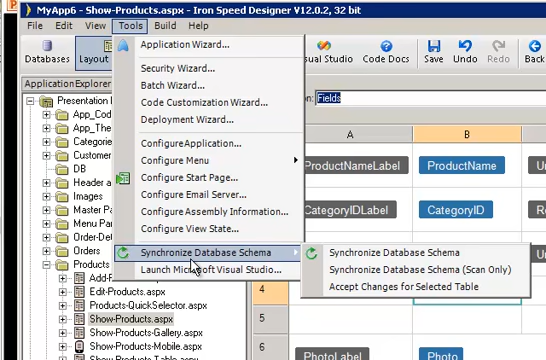 MyApp6 - Show-Products.aspx - Iron Speed Designer V12.0.2, 32 bit
File Edit View Tools Build Help
Databases Layout Visual Studio Code Docs Save Undo Redo Back
Application Wizard...
Security Wizard...
Batch Wizard...
Code Customization Wizard...
Deployment Wizard...
Configure Application...
Configure Menu
Configure Start Page...
Configure Email Server...
Configure Assembly Information...
Configure View State...
Synchronize Database Schema
Launch Microsoft Visual Studio...
Synchronize Database Schema
Synchronize Database Schema (Scan Only)
Accept Changes for Selected Table
Application Explorer
Presentation
App_Cod
App_The
Categorie
Customer
DB
Header a
Images
Master Pa
Menu Par
Order-Det
Orders
Products
Add-P
Edit-Products.aspx
Products-QuickSelector.aspx
Show-Products.aspx
Show-Products-Gallery.aspx
Show-Products-Mobile.aspx
Show-Products-Table.aspx
on: Fields
A B
ProductNameLabel ProductName Un
CategoryIDLabel CategoryID Re
4
5
6 PhotoLabel Photo